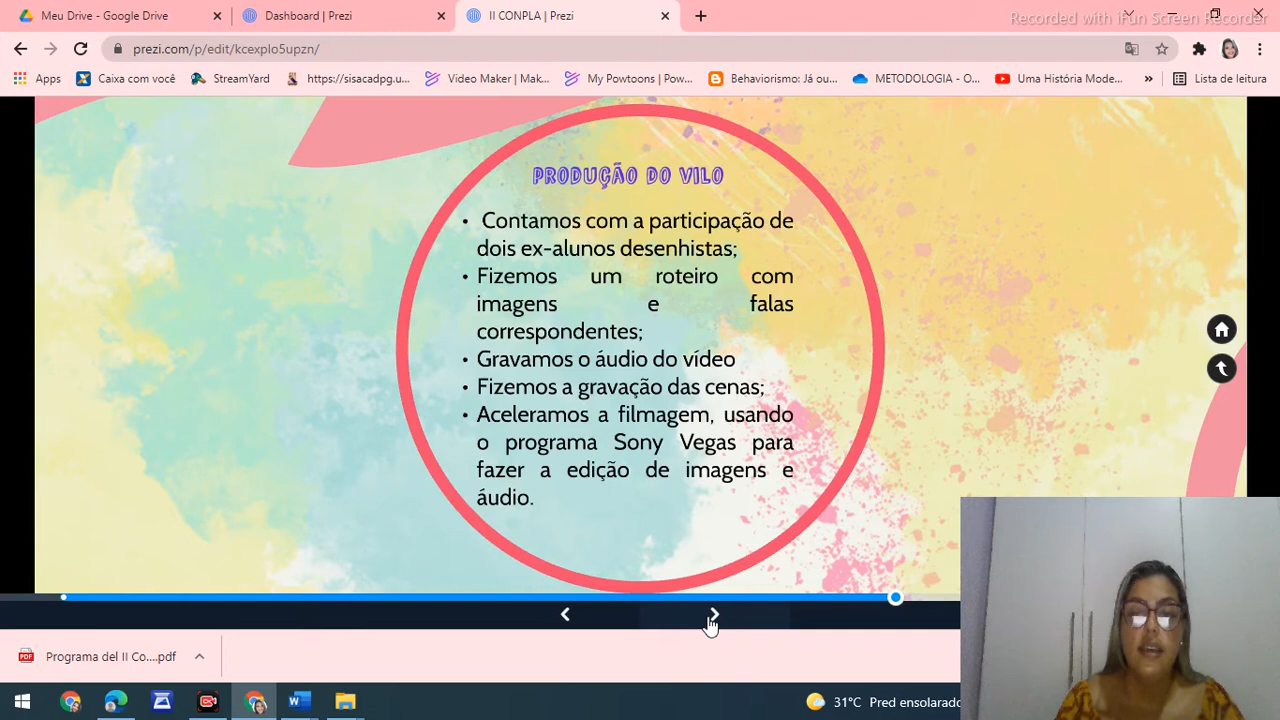 Meu Drive - Google Drive
Dashboard | Prezi
II CONPLA | Prezi
Recorded with iFun Screen Recorder
prezi.com/p/edit/kcexplo5upzn/
Apps
Caixa com você
StreamYard
https://sisacadpg.u...
Video Maker | Mak...
My Powtoons | Pow...
Behaviorismo: Já ou...
METODOLOGIA - O...
Uma História Mode...
»
Lista de leitura
PRODUÇÃO DO VILO
• Contamos com a participação de
dois ex-alunos desenhistas;
• Fizemos um roteiro com
imagens e falas
correspondentes;
• Gravamos o áudio do vídeo
• Fizemos a gravação das cenas;
• Aceleramos a filmagem, usando
o programa Sony Vegas para
fazer a edição de imagens e
áudio.
PDF
Programa del II Co....pdf
31°C Pred ensolarado